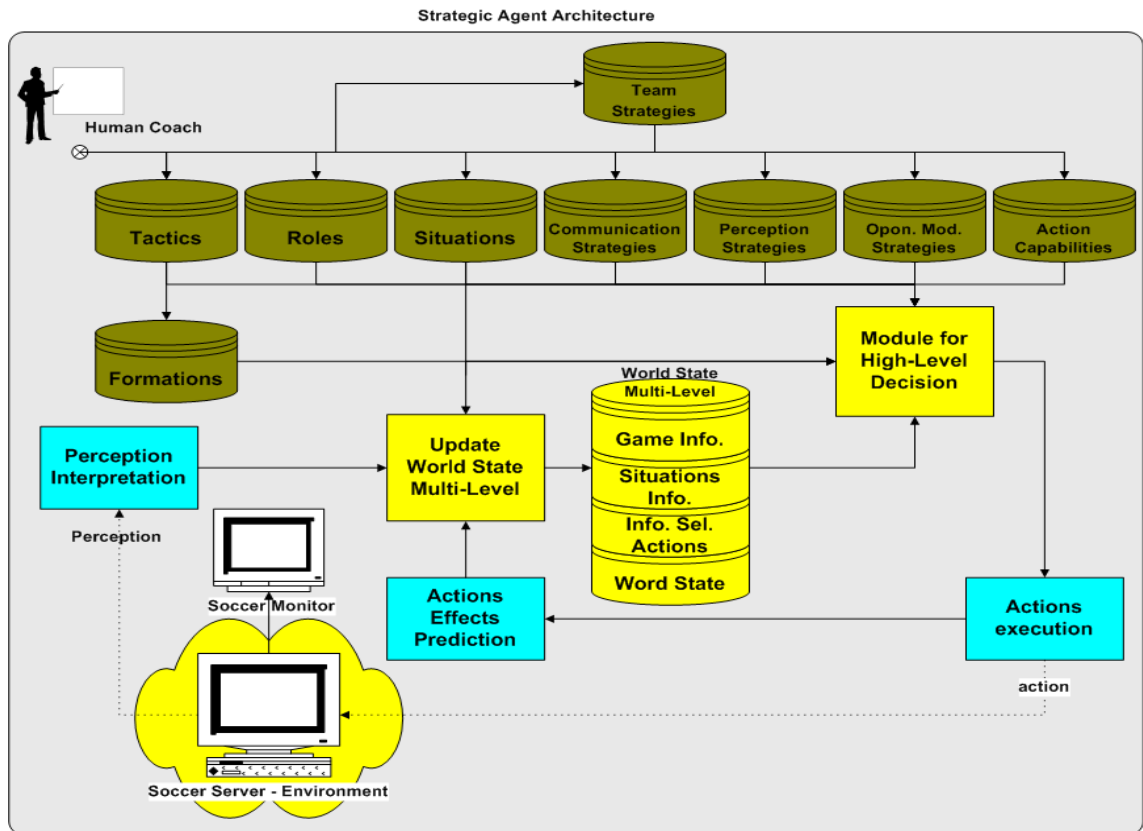 Strategic Agent Architecture
Team
Strategies
Human Coach
Tactics
Roles
Situations
Communication
Strategies
Perception
Strategies
Opon. Mod.
Strategies
Action
Capabilities
Formations
Module for
High-Level
Decision
World State
Multi-Level
Game Info.
Situations
Info.
Info. Sel.
Actions
Word State
Update
World State
Multi-Level
Perception
Interpretation
Perception
Soccer Monitor
Actions
Effects
Prediction
Actions
execution
action
Soccer Server - Environment